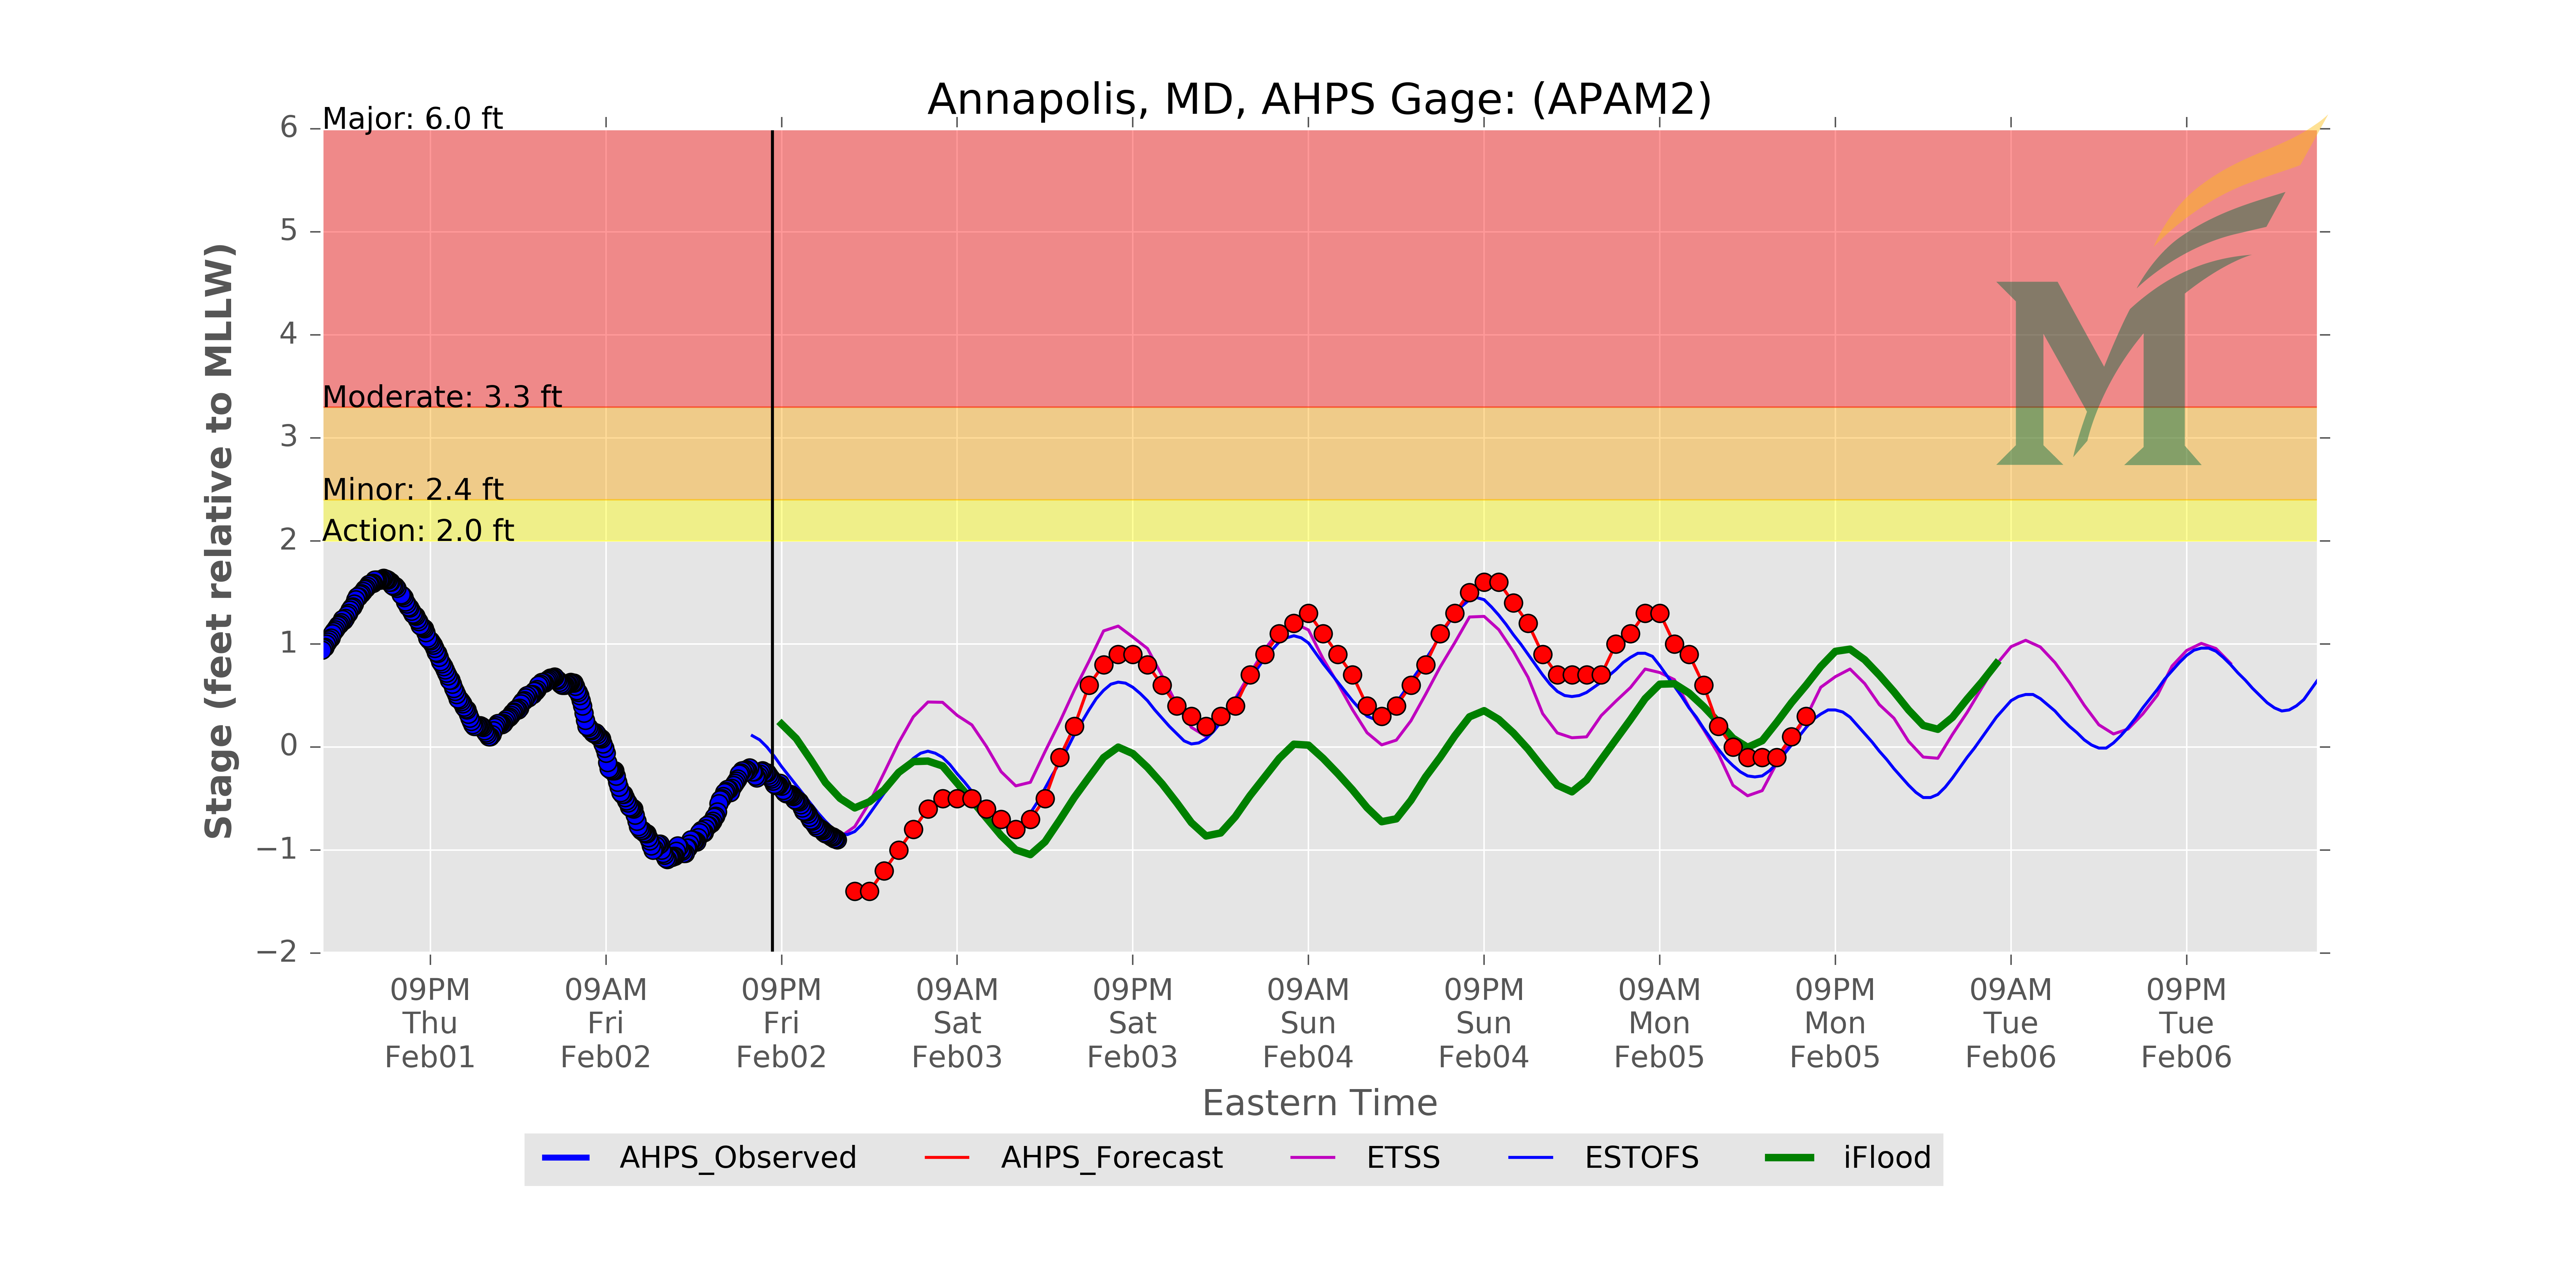 Annapolis, MD, AHPS Gage: (APAM2)
Major: 6.0 ft
Moderate: 3.3 ft
Minor: 2.4 ft
Action: 2.0 ft
6
5
4
3
2
1
0
−1
−2
Stage (feet relative to MLLW)
09PM 09AM 09PM 09AM 09PM 09AM 09PM 09AM 09PM 09AM 09PM
Thu Fri Fri Sat Sat Sun Sun Mon Mon Tue Tue
Feb01 Feb02 Feb02 Feb03 Feb03 Feb04 Feb04 Feb05 Feb05 Feb06 Feb06
Eastern Time
AHPS_Observed AHPS_Forecast ETSS ESTOFS iFlood
M